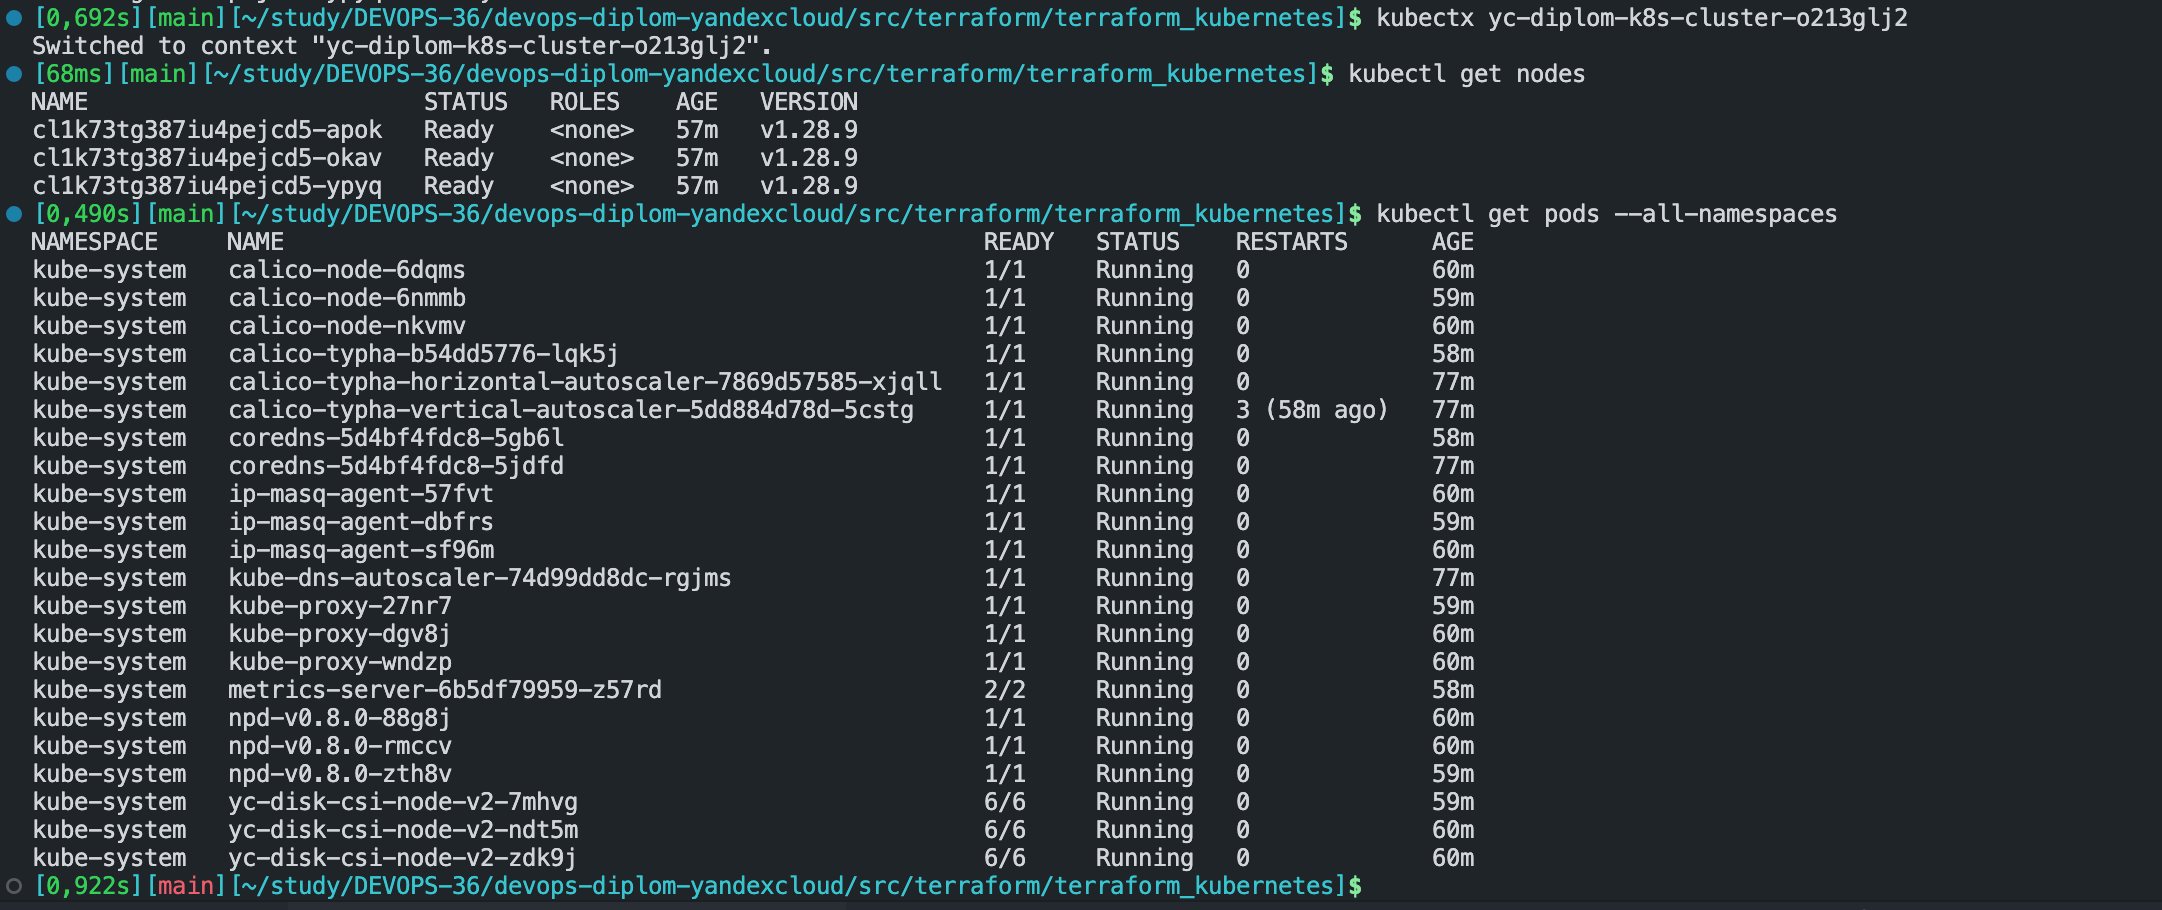 [0,692s][main][~/study/DEVOPS-36/devops-diplom-yandexcloud/src/terraform/terraform_kubernetes]$ kubectx yc-diplom-k8s-cluster-o213glj2
Switched to context "yc-diplom-k8s-cluster-o213glj2".
[68ms][main][~/study/DEVOPS-36/devops-diplom-yandexcloud/src/terraform/terraform_kubernetes]$ kubectl get nodes
NAME STATUS ROLES AGE VERSION
cl1k73tg387iu4pejcd5-apok Ready <none> 57m v1.28.9
cl1k73tg387iu4pejcd5-okav Ready <none> 57m v1.28.9
cl1k73tg387iu4pejcd5-ypyq Ready <none> 57m v1.28.9
[0,490s][main][~/study/DEVOPS-36/devops-diplom-yandexcloud/src/terraform/terraform_kubernetes]$ kubectl get pods --all-namespaces
NAMESPACE NAME READY STATUS RESTARTS AGE
kube-system calico-node-6dqms 1/1 Running 0 60m
kube-system calico-node-6nmmb 1/1 Running 0 59m
kube-system calico-node-nkvmv 1/1 Running 0 60m
kube-system calico-typha-b54dd5776-lqk5j 1/1 Running 0 58m
kube-system calico-typha-horizontal-autoscaler-7869d57585-xjqll 1/1 Running 0 77m
kube-system calico-typha-vertical-autoscaler-5dd884d78d-5cstg 1/1 Running 3 (58m ago) 77m
kube-system coredns-5d4bf4fdc8-5gb6l 1/1 Running 0 58m
kube-system coredns-5d4bf4fdc8-5jdfd 1/1 Running 0 77m
kube-system ip-masq-agent-57fvt 1/1 Running 0 60m
kube-system ip-masq-agent-dbfrs 1/1 Running 0 59m
kube-system ip-masq-agent-sf96m 1/1 Running 0 60m
kube-system kube-dns-autoscaler-74d99dd8dc-rgjms 1/1 Running 0 77m
kube-system kube-proxy-27nr7 1/1 Running 0 59m
kube-system kube-proxy-dgv8j 1/1 Running 0 60m
kube-system kube-proxy-wndzp 1/1 Running 0 60m
kube-system metrics-server-6b5df79959-z57rd 2/2 Running 0 58m
kube-system npd-v0.8.0-88g8j 1/1 Running 0 60m
kube-system npd-v0.8.0-rmccv 1/1 Running 0 60m
kube-system npd-v0.8.0-zth8v 1/1 Running 0 59m
kube-system yc-disk-csi-node-v2-7mhvg 6/6 Running 0 59m
kube-system yc-disk-csi-node-v2-ndt5m 6/6 Running 0 60m
kube-system yc-disk-csi-node-v2-zdk9j 6/6 Running 0 60m
[0,922s][main][~/study/DEVOPS-36/devops-diplom-yandexcloud/src/terraform/terraform_kubernetes]$